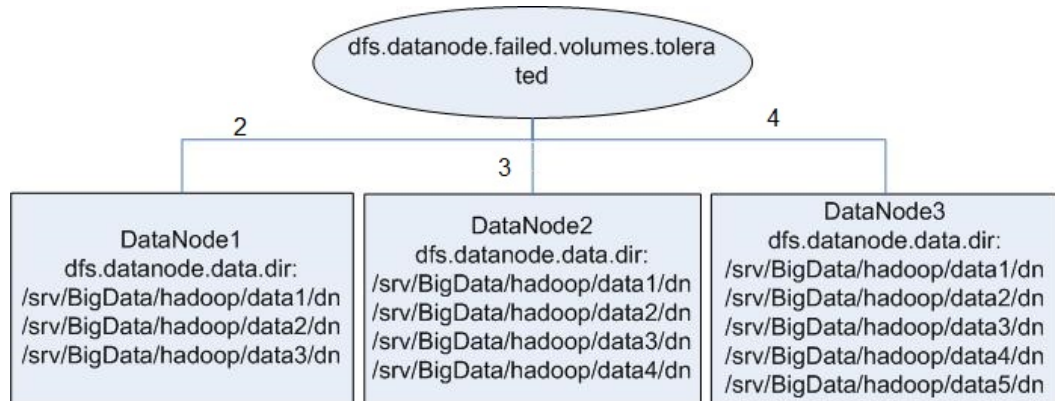 dfs.datanode.failed.volumes.tolera
ted
2
3
4
DataNode1
dfs.datanode.data.dir:
/srv/BigData/hadoop/data1/dn
/srv/BigData/hadoop/data2/dn
/srv/BigData/hadoop/data3/dn
DataNode2
dfs.datanode.data.dir:
/srv/BigData/hadoop/data1/dn
/srv/BigData/hadoop/data2/dn
/srv/BigData/hadoop/data3/dn
/srv/BigData/hadoop/data4/dn
DataNode3
dfs.datanode.data.dir:
/srv/BigData/hadoop/data1/dn
/srv/BigData/hadoop/data2/dn
/srv/BigData/hadoop/data3/dn
/srv/BigData/hadoop/data4/dn
/srv/BigData/hadoop/data5/dn